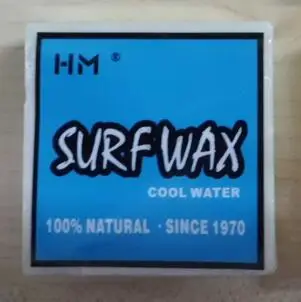 HM ®
SURF WAX
COOL WATER
100% NATURAL · SINCE 1970